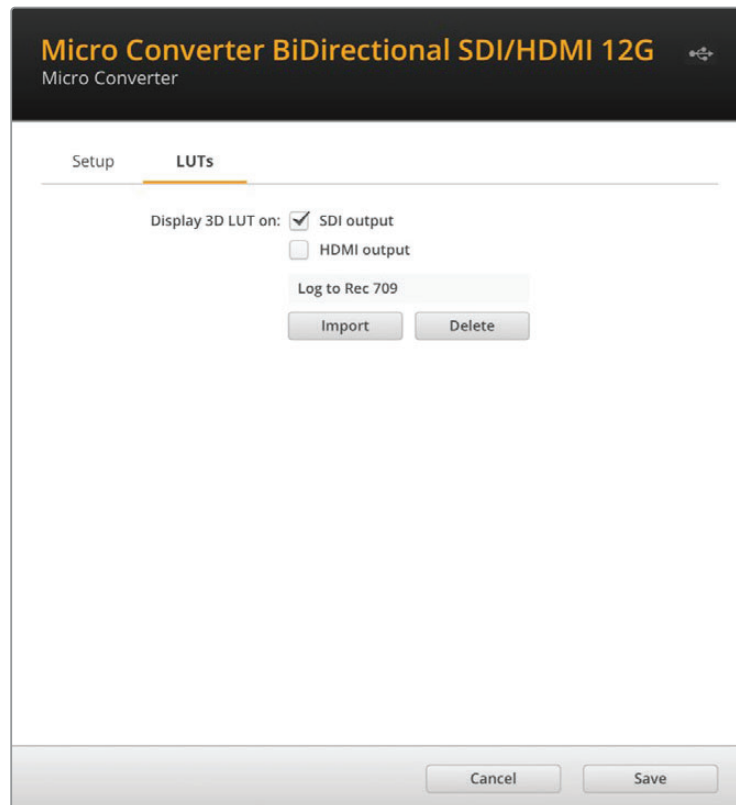 Micro Converter BiDirectional SDI/HDMI 12G
Micro Converter
Setup LUTs
Display 3D LUT on: SDI output
HDMI output
Log to Rec 709
Import Delete
Cancel Save